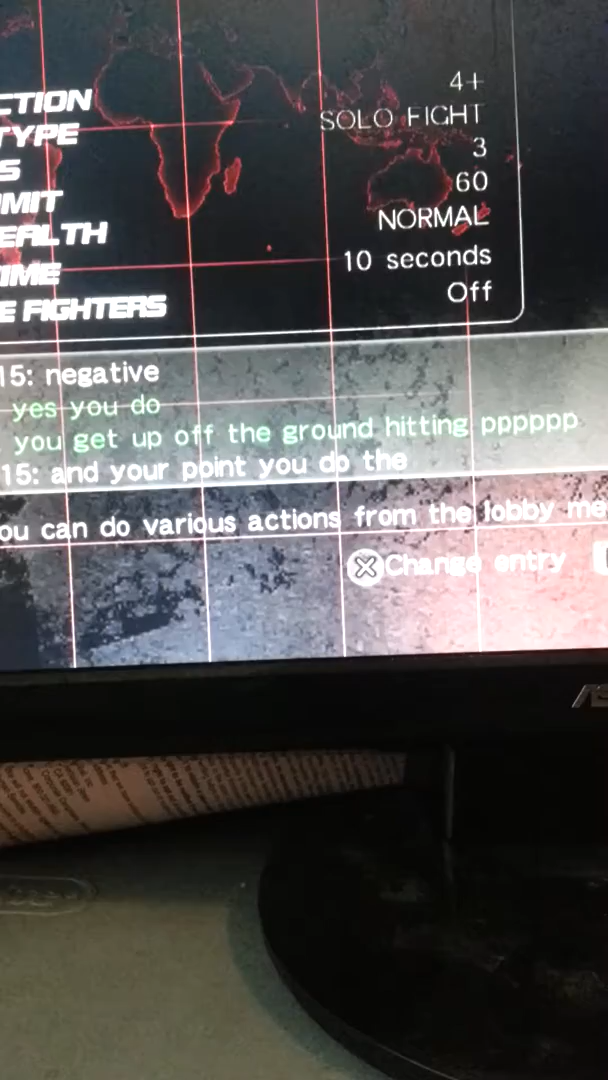 CTION 4+
TYPE SOLO FIGHT
S 3
MIT 60
EALTH NORMAL
TIME 10 seconds
E FIGHTERS Off
15: negative
yes you do
you get up off the ground hitting pppppp
15: and your point you do the
ou can do various actions from the lobby me
Change entry